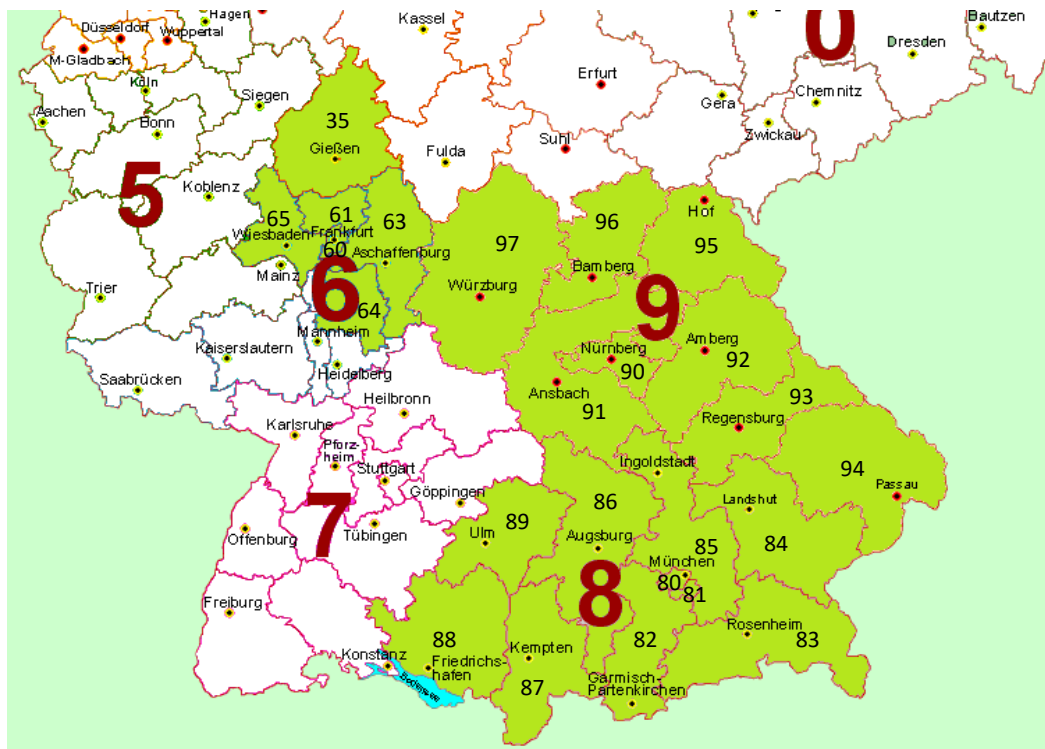 Hagen
Kassel
Bautzen
Düsseldorf
Wuppertal
0
M-Gladbach
Dresden
Köln
Siegen
Erfurt
Gera
Chemnitz
Aachen
Bonn
35
Gießen
Fulda
Suhl
Zwickau
5
Koblenz
65
61
63
96
Hof
Wiesbaden
Frankfurt
97
95
60
Aschaffenburg
Mainz
6
Bamberg
Trier
Würzburg
9
64
Mannheim
Kaiserslautern
Nürnberg
Amberg
90
92
Saabrücken
Heidelberg
Ansbach
93
Heilbronn
91
Regensburg
Karlsruhe
Pforz-
heim
Stuttgart
Ingoldstadt
94
Göppingen
86
Landshut
Passau
7
89
Offenburg
Tübingen
Ulm
Augsburg
85
84
München
8
80
81
Freiburg
88
82
Rosenheim
83
Konstanz
Friedrichs-
hafen
Kempten
Bodensee
87
Garmisch-
Partenkirchen